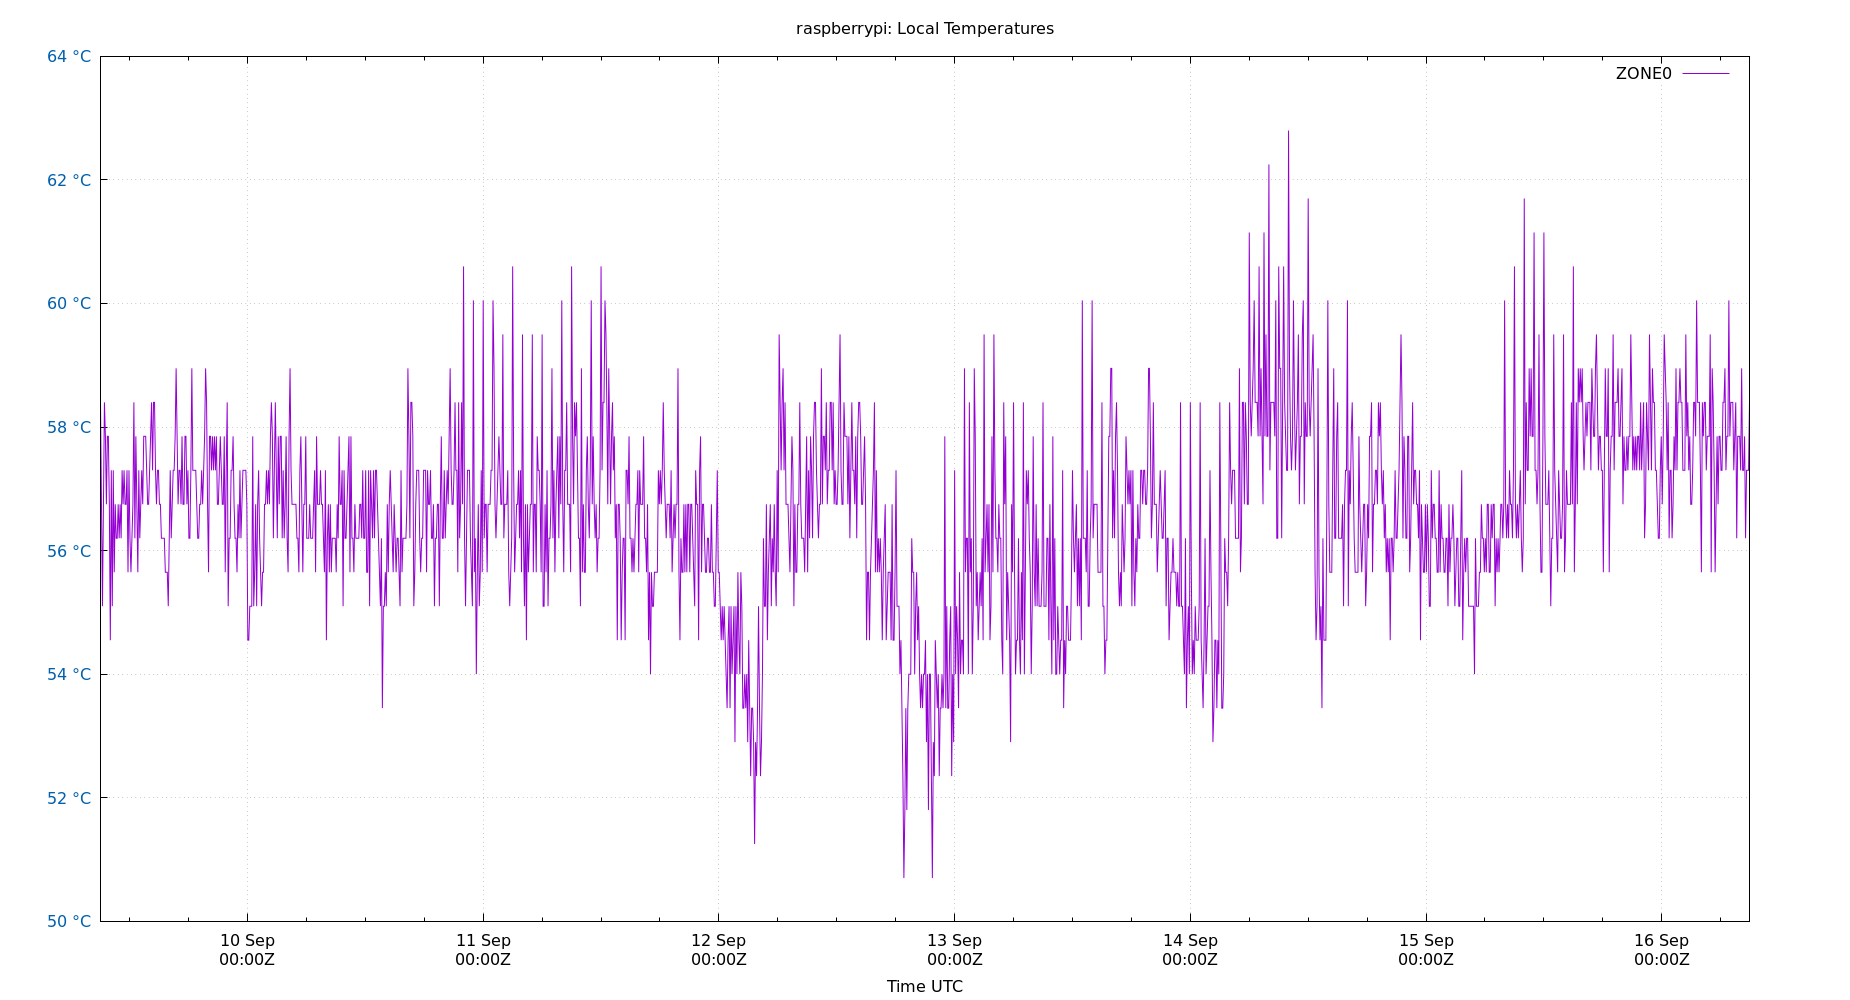 raspberrypi: Local Temperatures
64 °C
ZONE0
62 °C
60 °C
58 °C
56 °C
54 °C
52 °C
50 °C
10 Sep 11 Sep 12 Sep 13 Sep 14 Sep 15 Sep 16 Sep
00:00Z 00:00Z 00:00Z 00:00Z 00:00Z 00:00Z 00:00Z
Time UTC